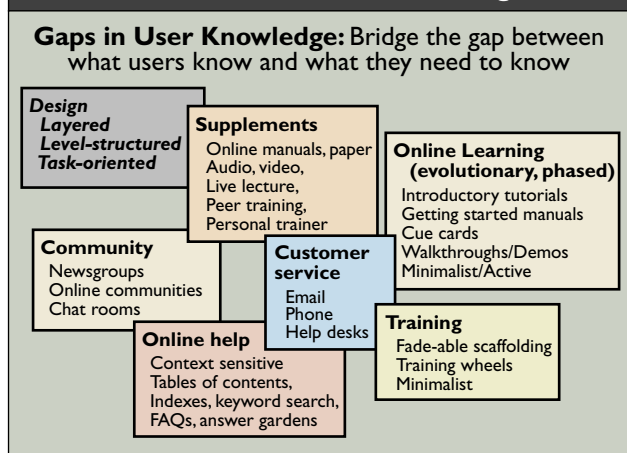 Gaps in User Knowledge: Bridge the gap between
what users know and what they need to know
Design
Layered
Level-structured
Task-oriented
Supplements
Online manuals, paper
Audio, video,
Live lecture,
Peer training,
Personal trainer
Online Learning
(evolutionary, phased)
Introductory tutorials
Getting started manuals
Cue cards
Walkthroughs/Demos
Minimalist/Active
Community
Newsgroups
Online communities
Chat rooms
Customer
service
Email
Phone
Help desks
Training
Fade-able scaffolding
Training wheels
Minimalist
Online help
Context sensitive
Tables of contents,
Indexes, keyword search,
FAQs, answer gardens